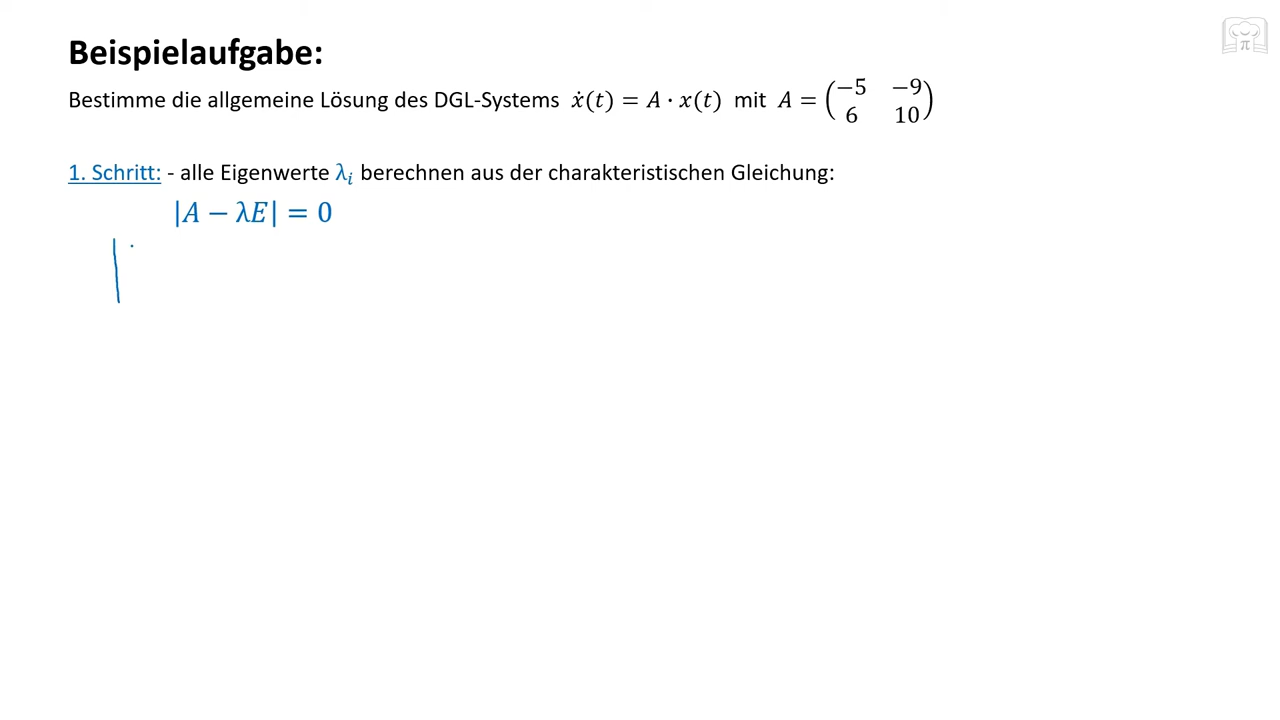 Beispielaufgabe:
Bestimme die allgemeine Lösung des DGL-Systems ẋ(t) = A · x(t) mit A = (−5 −9
6 10)
1. Schritt: - alle Eigenwerte λᵢ berechnen aus der charakteristischen Gleichung:
|A − λE| = 0